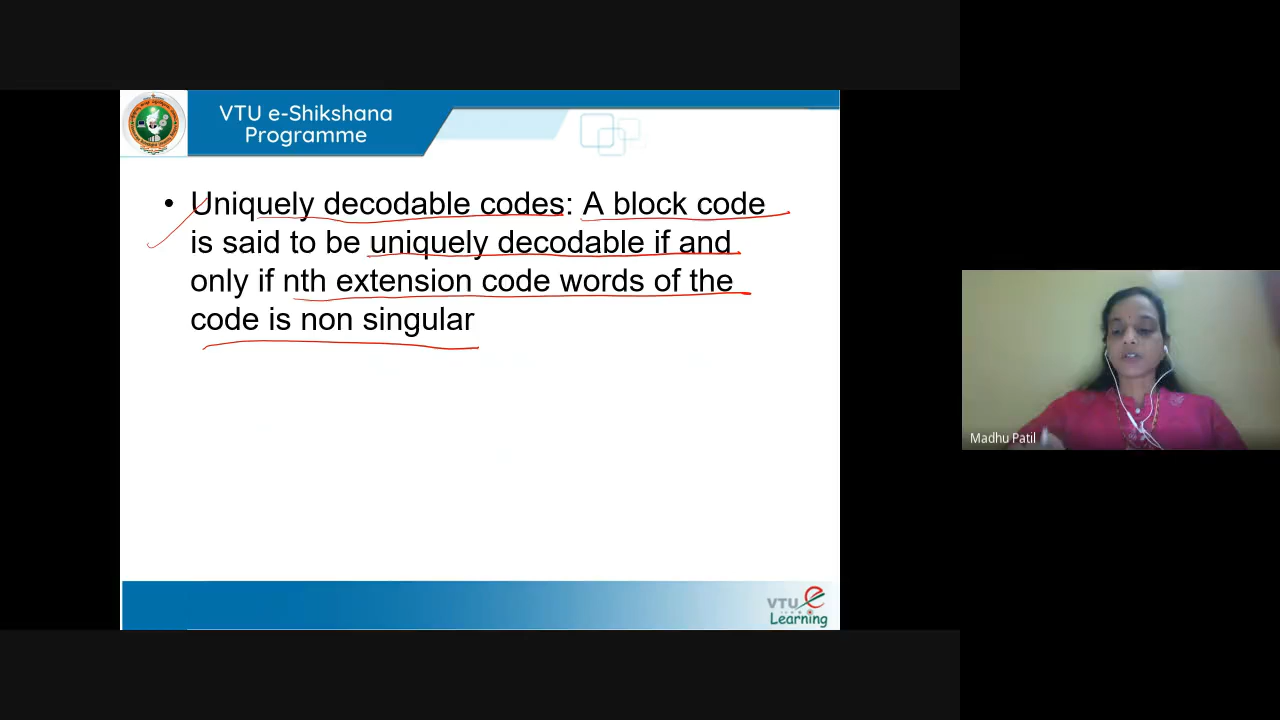 VTU e-Shikshana
Programme
• Uniquely decodable codes: A block code
is said to be uniquely decodable if and
only if nth extension code words of the
code is non singular
Madhu Patil
VTU e
Learning